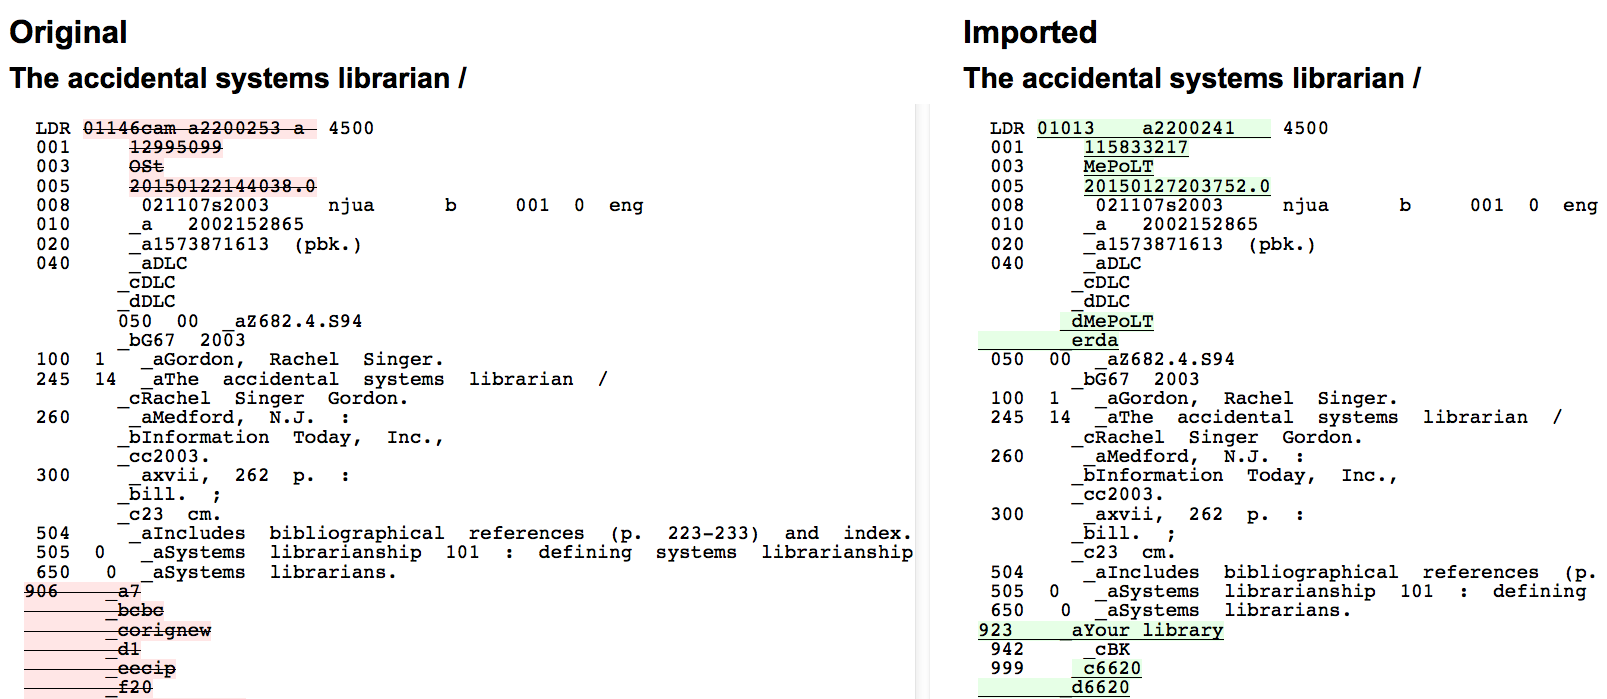 Original
The accidental systems librarian /
LDR 01146cam a2200253 a 4500
001 12995099
003 OSt
005 20150122144038.0
008 021107s2003 njua b 001 0 eng
010 _a 2002152865
020 _a1573871613 (pbk.)
040 _aDLC
_cDLC
_dDLC
050 00 _aZ682.4.S94
_bG67 2003
100 1 _aGordon, Rachel Singer.
245 14 _aThe accidental systems librarian /
_cRachel Singer Gordon.
260 _aMedford, N.J. :
_bInformation Today, Inc.,
_cc2003.
300 _axvii, 262 p. :
_bill. ;
_c23 cm.
504 _aIncludes bibliographical references (p. 223-233) and index.
505 0 _aSystems librarianship 101 : defining systems librarianship
650 0 _aSystems librarians.
906 _a7
_bcbc
_corignew
_d1
_eecip
_f20
Imported
The accidental systems librarian /
LDR 01013 a2200241 4500
001 115833217
003 MePoLT
005 20150127203752.0
008 021107s2003 njua b 001 0 eng
010 _a 2002152865
020 _a1573871613 (pbk.)
040 _aDLC
_cDLC
_dDLC
_dMePoLT
_erda
050 00 _aZ682.4.S94
_bG67 2003
100 1 _aGordon, Rachel Singer.
245 14 _aThe accidental systems librarian /
_cRachel Singer Gordon.
260 _aMedford, N.J. :
_bInformation Today, Inc.,
_cc2003.
300 _axvii, 262 p. :
_bill. ;
_c23 cm.
504 _aIncludes bibliographical references (p.
505 0 _aSystems librarianship 101 : defining
650 0 _aSystems librarians.
923 _aYour library
942 _cBK
999 _c6620
_d6620